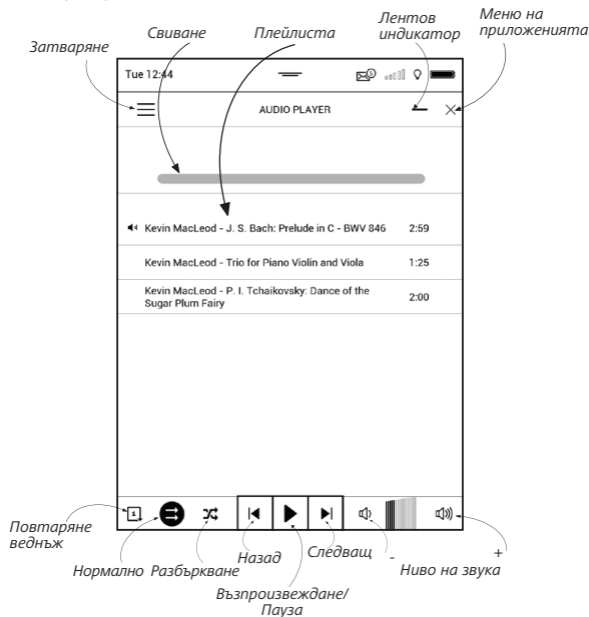 Лентов
индикатор
Меню на
приложенията
Затваряне
Свиване
Плейлиста
Tue 12:44
AUDIO PLAYER
Kevin MacLeod - J. S. Bach: Prelude in C - BWV 846 2:59
Kevin MacLeod - Trio for Piano Violin and Viola 1:25
Kevin MacLeod - P. I. Tchaikovsky: Dance of the
Sugar Plum Fairy 2:00
1
Повтаряне
веднъж
Нормално
Разбъркване
Назад
Възпроизвеждане/
Пауза
Следващ
- +
Ниво на звука